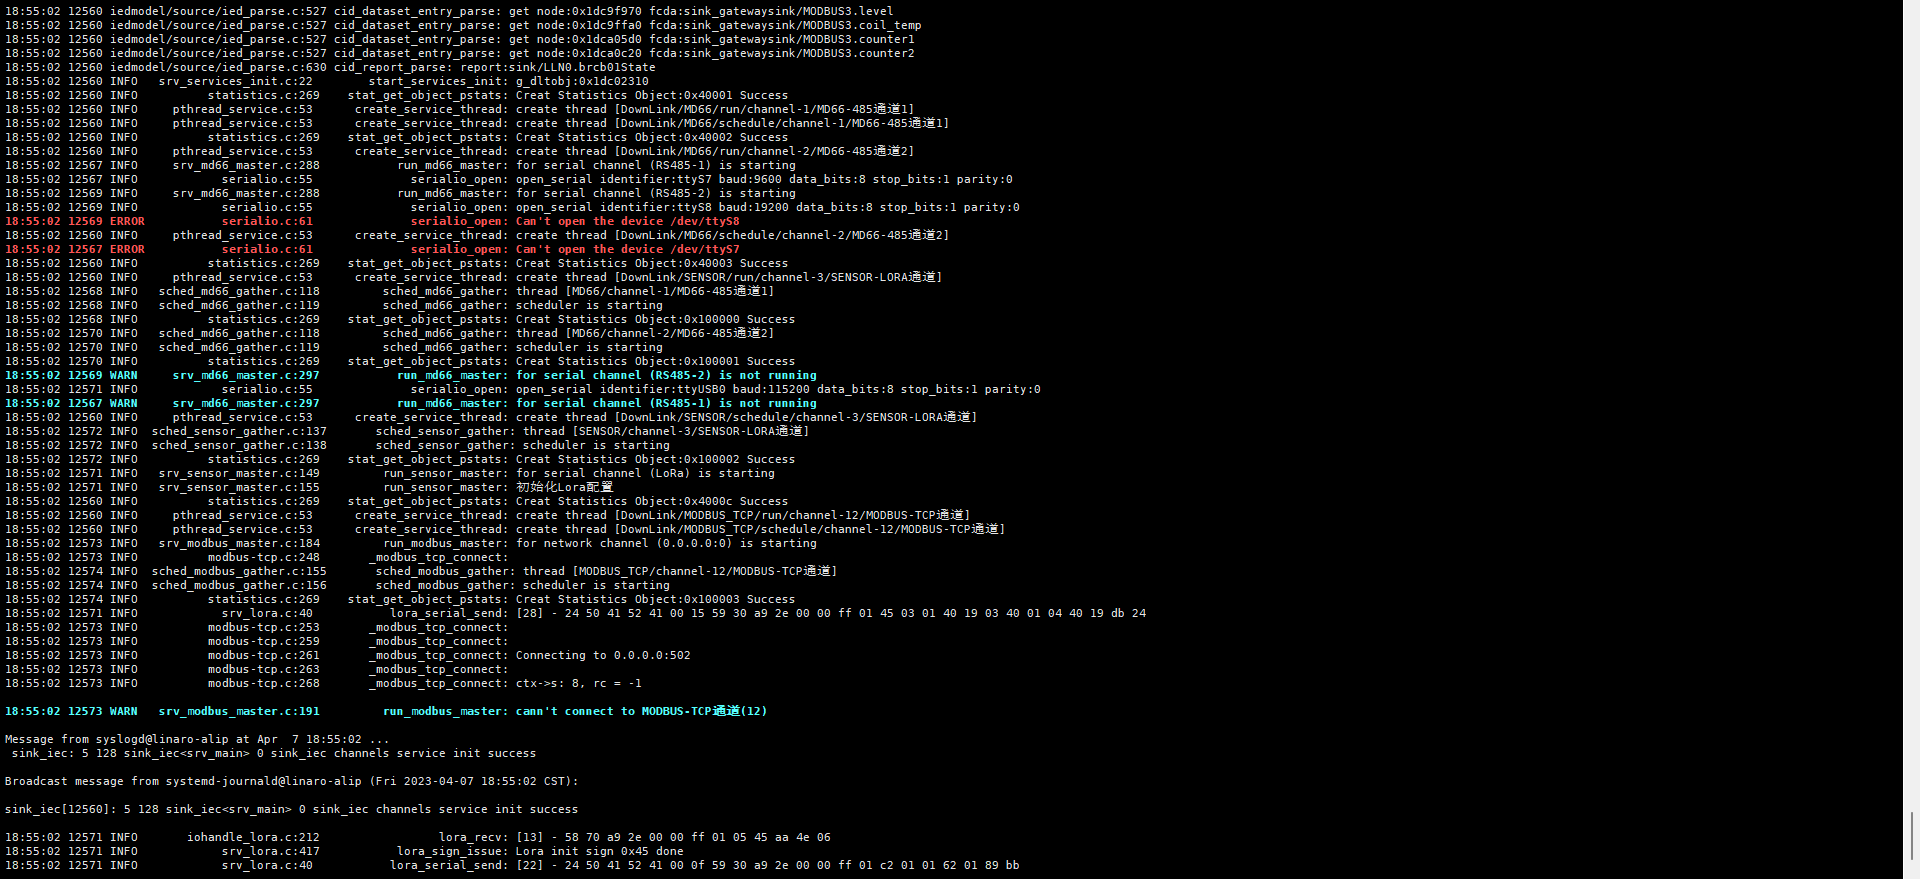 18:55:02 12560 iedmodel/source/ied_parse.c:527 cid_dataset_entry_parse: get node:0x1dc9f970 fcda:sink_gatewaysink/MODBUS3.level
18:55:02 12560 iedmodel/source/ied_parse.c:527 cid_dataset_entry_parse: get node:0x1dc9ffa0 fcda:sink_gatewaysink/MODBUS3.coil_temp
18:55:02 12560 iedmodel/source/ied_parse.c:527 cid_dataset_entry_parse: get node:0x1dca05d0 fcda:sink_gatewaysink/MODBUS3.counter1
18:55:02 12560 iedmodel/source/ied_parse.c:527 cid_dataset_entry_parse: get node:0x1dca0c20 fcda:sink_gatewaysink/MODBUS3.counter2
18:55:02 12560 iedmodel/source/ied_parse.c:630 cid_report_parse: report:sink/LLN0.brcb01State
18:55:02 12560 INFO srv_services_init.c:22 start_services_init: g_dltobj:0x1dc02310
18:55:02 12560 INFO statistics.c:269 stat_get_object_pstats: Creat Statistics Object:0x40001 Success
18:55:02 12560 INFO pthread_service.c:53 create_service_thread: create thread [DownLink/MD66/run/channel-1/MD66-485通道1]
18:55:02 12560 INFO pthread_service.c:53 create_service_thread: create thread [DownLink/MD66/schedule/channel-1/MD66-485通道1]
18:55:02 12560 INFO statistics.c:269 stat_get_object_pstats: Creat Statistics Object:0x40002 Success
18:55:02 12560 INFO pthread_service.c:53 create_service_thread: create thread [DownLink/MD66/run/channel-2/MD66-485通道2]
18:55:02 12567 INFO srv_md66_master.c:288 run_md66_master: for serial channel (RS485-1) is starting
18:55:02 12567 INFO serialio.c:55 serialio_open: open_serial identifier:ttyS7 baud:9600 data_bits:8 stop_bits:1 parity:0
18:55:02 12569 INFO srv_md66_master.c:288 run_md66_master: for serial channel (RS485-2) is starting
18:55:02 12569 INFO serialio.c:55 serialio_open: open_serial identifier:ttyS8 baud:19200 data_bits:8 stop_bits:1 parity:0
18:55:02 12569 ERROR serialio.c:61 serialio_open: Can't open the device /dev/ttyS8
18:55:02 12560 INFO pthread_service.c:53 create_service_thread: create thread [DownLink/MD66/schedule/channel-2/MD66-485通道2]
18:55:02 12567 ERROR serialio.c:61 serialio_open: Can't open the device /dev/ttyS7
18:55:02 12560 INFO statistics.c:269 stat_get_object_pstats: Creat Statistics Object:0x40003 Success
18:55:02 12560 INFO pthread_service.c:53 create_service_thread: create thread [DownLink/SENSOR/run/channel-3/SENSOR-LORA通道]
18:55:02 12568 INFO sched_md66_gather.c:118 sched_md66_gather: thread [MD66/channel-1/MD66-485通道1]
18:55:02 12568 INFO sched_md66_gather.c:119 sched_md66_gather: scheduler is starting
18:55:02 12568 INFO statistics.c:269 stat_get_object_pstats: Creat Statistics Object:0x100000 Success
18:55:02 12570 INFO sched_md66_gather.c:118 sched_md66_gather: thread [MD66/channel-2/MD66-485通道2]
18:55:02 12570 INFO sched_md66_gather.c:119 sched_md66_gather: scheduler is starting
18:55:02 12570 INFO statistics.c:269 stat_get_object_pstats: Creat Statistics Object:0x100001 Success
18:55:02 12569 WARN srv_md66_master.c:297 run_md66_master: for serial channel (RS485-2) is not running
18:55:02 12571 INFO serialio.c:55 serialio_open: open_serial identifier:ttyUSB0 baud:115200 data_bits:8 stop_bits:1 parity:0
18:55:02 12567 WARN srv_md66_master.c:297 run_md66_master: for serial channel (RS485-1) is not running
18:55:02 12560 INFO pthread_service.c:53 create_service_thread: create thread [DownLink/SENSOR/schedule/channel-3/SENSOR-LORA通道]
18:55:02 12572 INFO sched_sensor_gather.c:137 sched_sensor_gather: thread [SENSOR/channel-3/SENSOR-LORA通道]
18:55:02 12572 INFO sched_sensor_gather.c:138 sched_sensor_gather: scheduler is starting
18:55:02 12572 INFO statistics.c:269 stat_get_object_pstats: Creat Statistics Object:0x100002 Success
18:55:02 12571 INFO srv_sensor_master.c:149 run_sensor_master: for serial channel (LoRa) is starting
18:55:02 12571 INFO srv_sensor_master.c:155 run_sensor_master: 初始化Lora配置
18:55:02 12560 INFO statistics.c:269 stat_get_object_pstats: Creat Statistics Object:0x4000c Success
18:55:02 12560 INFO pthread_service.c:53 create_service_thread: create thread [DownLink/MODBUS_TCP/run/channel-12/MODBUS-TCP通道]
18:55:02 12560 INFO pthread_service.c:53 create_service_thread: create thread [DownLink/MODBUS_TCP/schedule/channel-12/MODBUS-TCP通道]
18:55:02 12573 INFO srv_modbus_master.c:184 run_modbus_master: for network channel (0.0.0.0:0) is starting
18:55:02 12573 INFO modbus-tcp.c:248 _modbus_tcp_connect:
18:55:02 12574 INFO sched_modbus_gather.c:155 sched_modbus_gather: thread [MODBUS_TCP/channel-12/MODBUS-TCP通道]
18:55:02 12574 INFO sched_modbus_gather.c:156 sched_modbus_gather: scheduler is starting
18:55:02 12574 INFO statistics.c:269 stat_get_object_pstats: Creat Statistics Object:0x100003 Success
18:55:02 12571 INFO srv_lora.c:40 lora_serial_send: [28] - 24 50 41 52 41 00 15 59 30 a9 2e 00 00 ff 01 45 03 01 40 19 03 40 01 04 40 19 db 24
18:55:02 12573 INFO modbus-tcp.c:253 _modbus_tcp_connect:
18:55:02 12573 INFO modbus-tcp.c:259 _modbus_tcp_connect:
18:55:02 12573 INFO modbus-tcp.c:261 _modbus_tcp_connect: Connecting to 0.0.0.0:502
18:55:02 12573 INFO modbus-tcp.c:263 _modbus_tcp_connect:
18:55:02 12573 INFO modbus-tcp.c:268 _modbus_tcp_connect: ctx->s: 8, rc = -1
18:55:02 12573 WARN srv_modbus_master.c:191 run_modbus_master: cann't connect to MODBUS-TCP通道(12)
Message from syslogd@linaro-alip at Apr  7 18:55:02 ...
sink_iec: 5 128 sink_iec<srv_main> 0 sink_iec channels service init success
Broadcast message from systemd-journald@linaro-alip (Fri 2023-04-07 18:55:02 CST):
sink_iec[12560]: 5 128 sink_iec<srv_main> 0 sink_iec channels service init success
18:55:02 12571 INFO iohandle_lora.c:212 lora_recv: [13] - 58 70 a9 2e 00 00 ff 01 05 45 aa 4e 06
18:55:02 12571 INFO srv_lora.c:417 lora_sign_issue: Lora init sign 0x45 done
18:55:02 12571 INFO srv_lora.c:40 lora_serial_send: [22] - 24 50 41 52 41 00 0f 59 30 a9 2e 00 00 ff 01 c2 01 01 62 01 89 bb